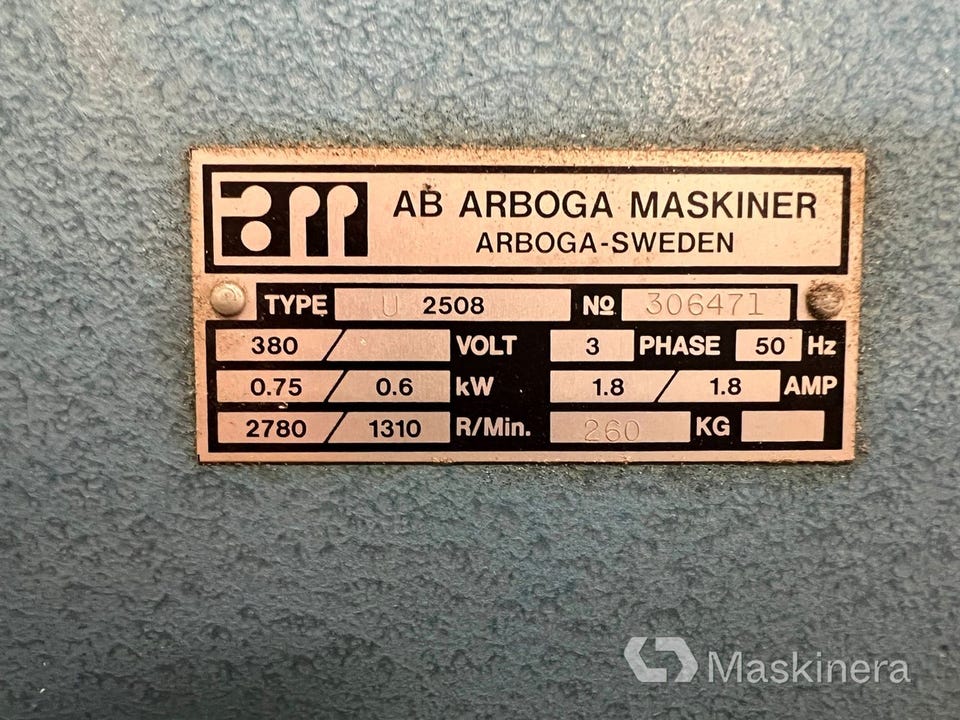 am AB ARBOGA MASKINER
ARBOGA-SWEDEN
TYPE U 2508 No 306471
380 / VOLT 3 PHASE 50 Hz
0.75 / 0.6 kW 1.8 / 1.8 AMP
2780 / 1310 R/Min. 260 KG
Maskinera